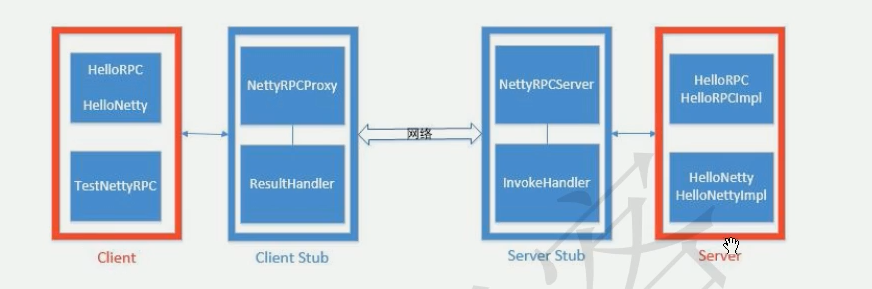 HelloRPC
HelloNetty
TestNettyRPC
Client
NettyRPCProxy
ResultHandler
Client Stub
网络
NettyRPCServer
InvokeHandler
Server Stub
HelloRPC
HelloRPCImpl
HelloNetty
HelloNettyImpl
Server